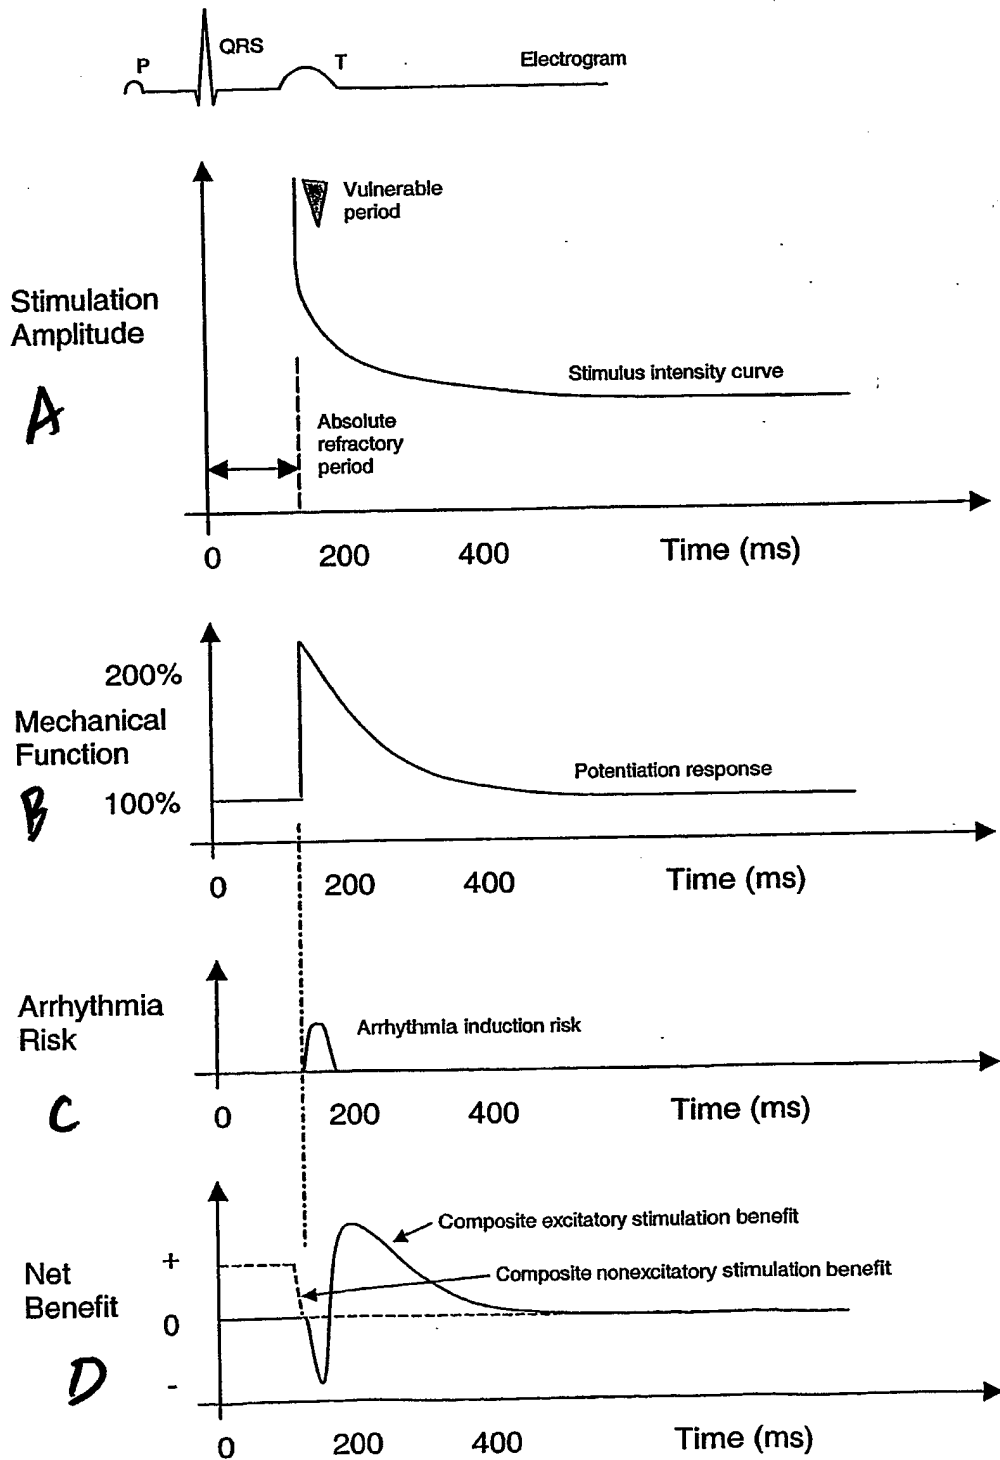 QRS
P
T
Electrogram
Vulnerable
period
Stimulation
Amplitude
Stimulus intensity curve
A
Absolute
refractory
period
0 200 400 Time (ms)
200%
Mechanical
Function
Potentiation response
B
100%
0 200 400 Time (ms)
Arrhythmia
Risk
Arrhythmia induction risk
C
0 200 400 Time (ms)
Composite excitatory stimulation benefit
+
Net
Benefit
Composite nonexcitatory stimulation benefit
0
D
-
0 200 400 Time (ms)